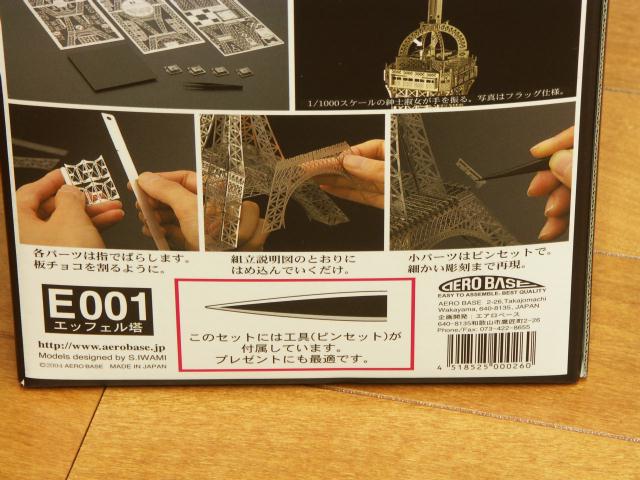 1/1000スケールの紳士淑女が手を振る。写真はフラッグ仕様。
各パーツは指でばらします。
板チョコを割るように。
組立説明図のとおりに
はめ込んでいくだけ。
小パーツはピンセットで。
細かい彫刻まで再現。
E001
エッフェル塔
http://www.aerobase.jp
Models designed by S.IWAMI
©2004 AERO BASE MADE IN JAPAN
このセットには工具(ピンセット)が
付属しています。
プレゼントにも最適です。
AERO BASE
EASY TO ASSEMBLE・BEST QUALITY
AERO BASE 2-26,Takajomachi
Wakayama, 640-8135, JAPAN
企画開発：エアロベース
640-8135和歌山市鷹匠町2-26
Phone/Fax: 073-422-8655
4 518525 000260